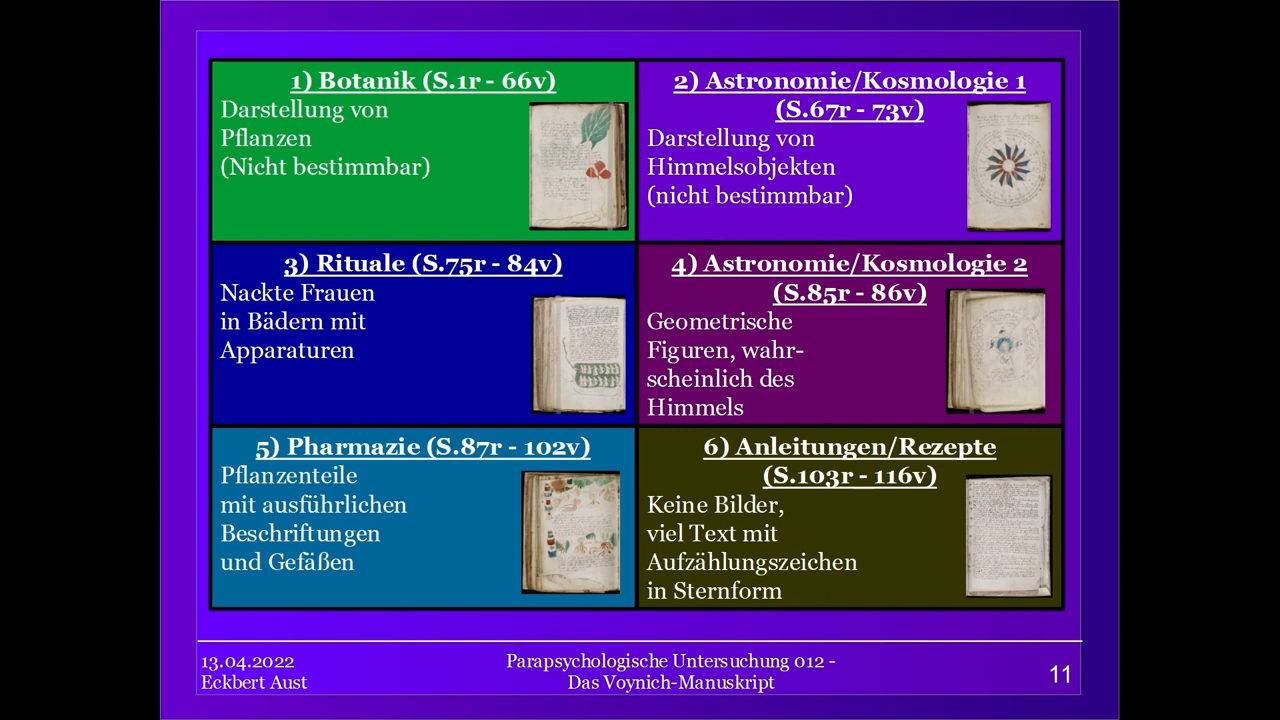 1) Botanik (S.1r - 66v)
Darstellung von
Pflanzen
(Nicht bestimmbar)
2) Astronomie/Kosmologie 1
(S.67r - 73v)
Darstellung von
Himmelsobjekten
(nicht bestimmbar)
3) Rituale (S.75r - 84v)
Nackte Frauen
in Bädern mit
Apparaturen
4) Astronomie/Kosmologie 2
(S.85r - 86v)
Geometrische
Figuren, wahr-
scheinlich des
Himmels
5) Pharmazie (S.87r - 102v)
Pflanzenteile
mit ausführlichen
Beschriftungen
und Gefäßen
6) Anleitungen/Rezepte
(S.103r - 116v)
Keine Bilder,
viel Text mit
Aufzählungszeichen
in Sternform
13.04.2022
Eckbert Aust
Parapsychologische Untersuchung 012 -
Das Voynich-Manuskript
11